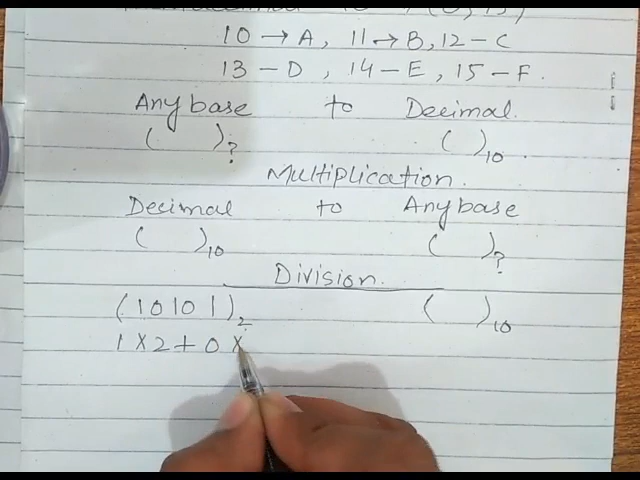 10 → A, 11 → B, 12 - C
13 - D, 14 - E, 15 - F.
Any base to Decimal.
( )? ( )10
Multiplication.
Decimal to Any base
( )10 ( )?
Division.
(10101)2 ( )10
1 X 2 + 0 X